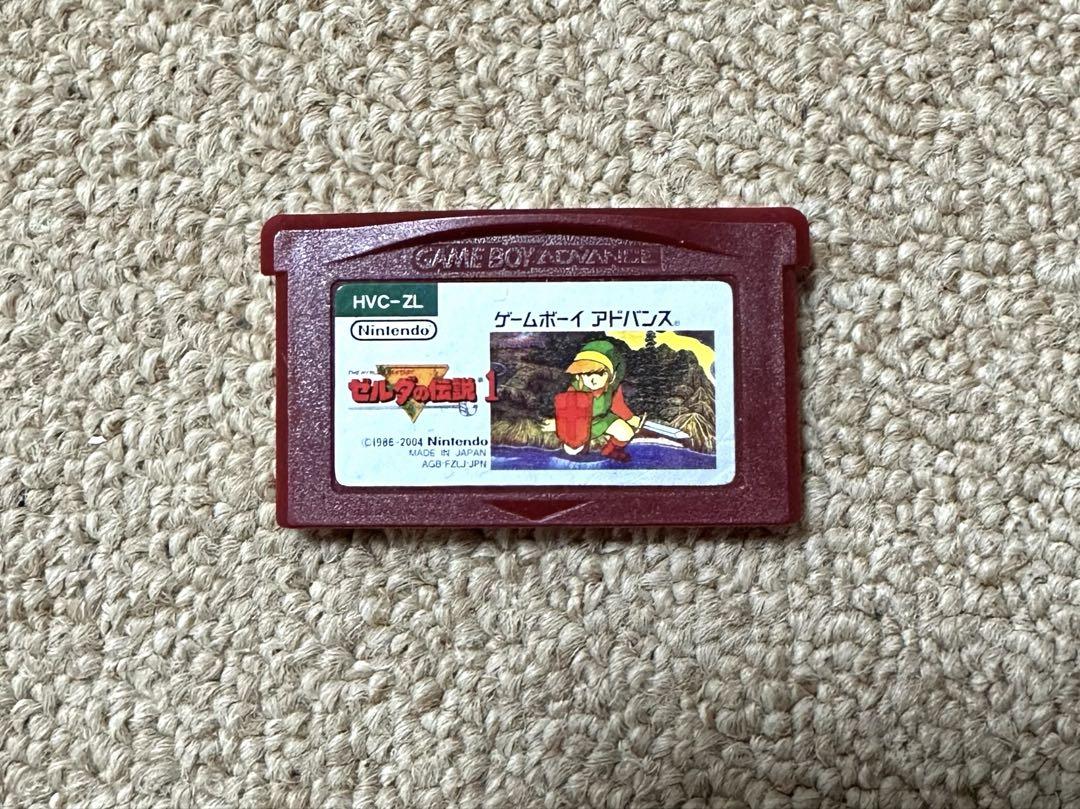 GAME BOY ADVANCE
HVC-ZL
Nintendo
ゲームボーイ アドバンス®
ゼルダの伝説 1
©1986-2004 Nintendo
MADE IN JAPAN
AGB-FZLJ-JPN